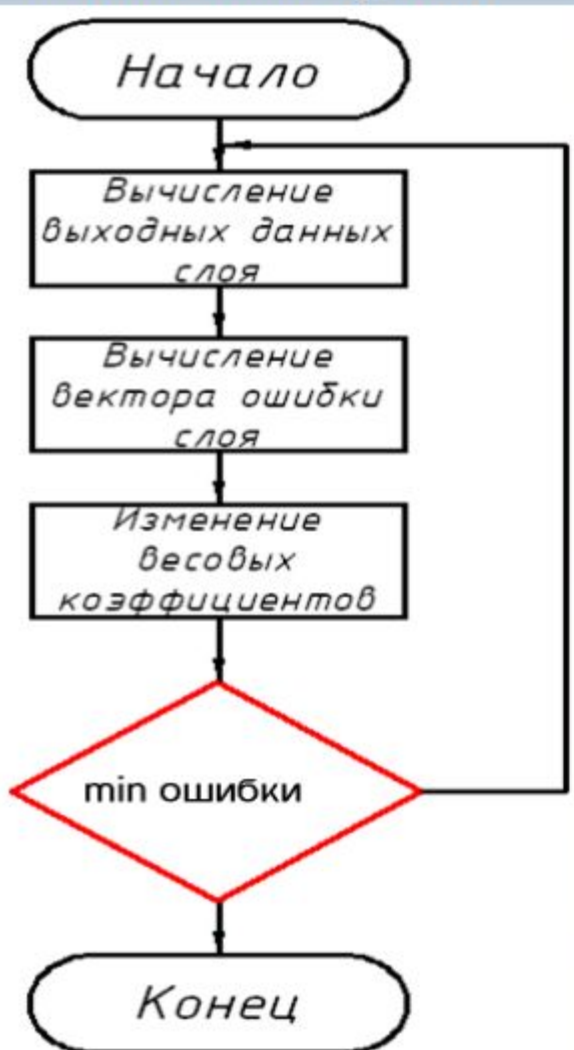 Начало
Вычисление
выходных данных
слоя
Вычисление
вектора ошибки
слоя
Изменение
весовых
коэффициентов
min ошибки
Конец